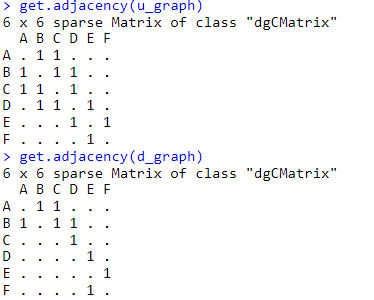 > get.adjacency(u_graph)
6 x 6 sparse Matrix of class "dgCMatrix"
  A B C D E F
A . 1 1 . . .
B 1 . 1 1 . .
C 1 1 . 1 . .
D . 1 1 . 1 .
E . . . 1 . 1
F . . . . 1 .
> get.adjacency(d_graph)
6 x 6 sparse Matrix of class "dgCMatrix"
  A B C D E F
A . 1 1 . . .
B 1 . 1 1 . .
C . . . 1 . .
D . . . . 1 .
E . . . . . 1
F . . . . 1 .